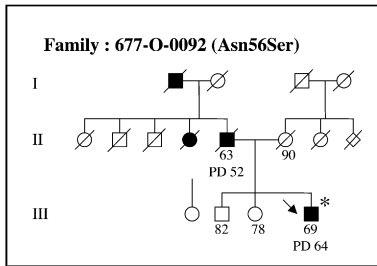 Family : 677-O-0092 (Asn56Ser)
I
II
63 90
PD 52
III
*
82 78 69
PD 64